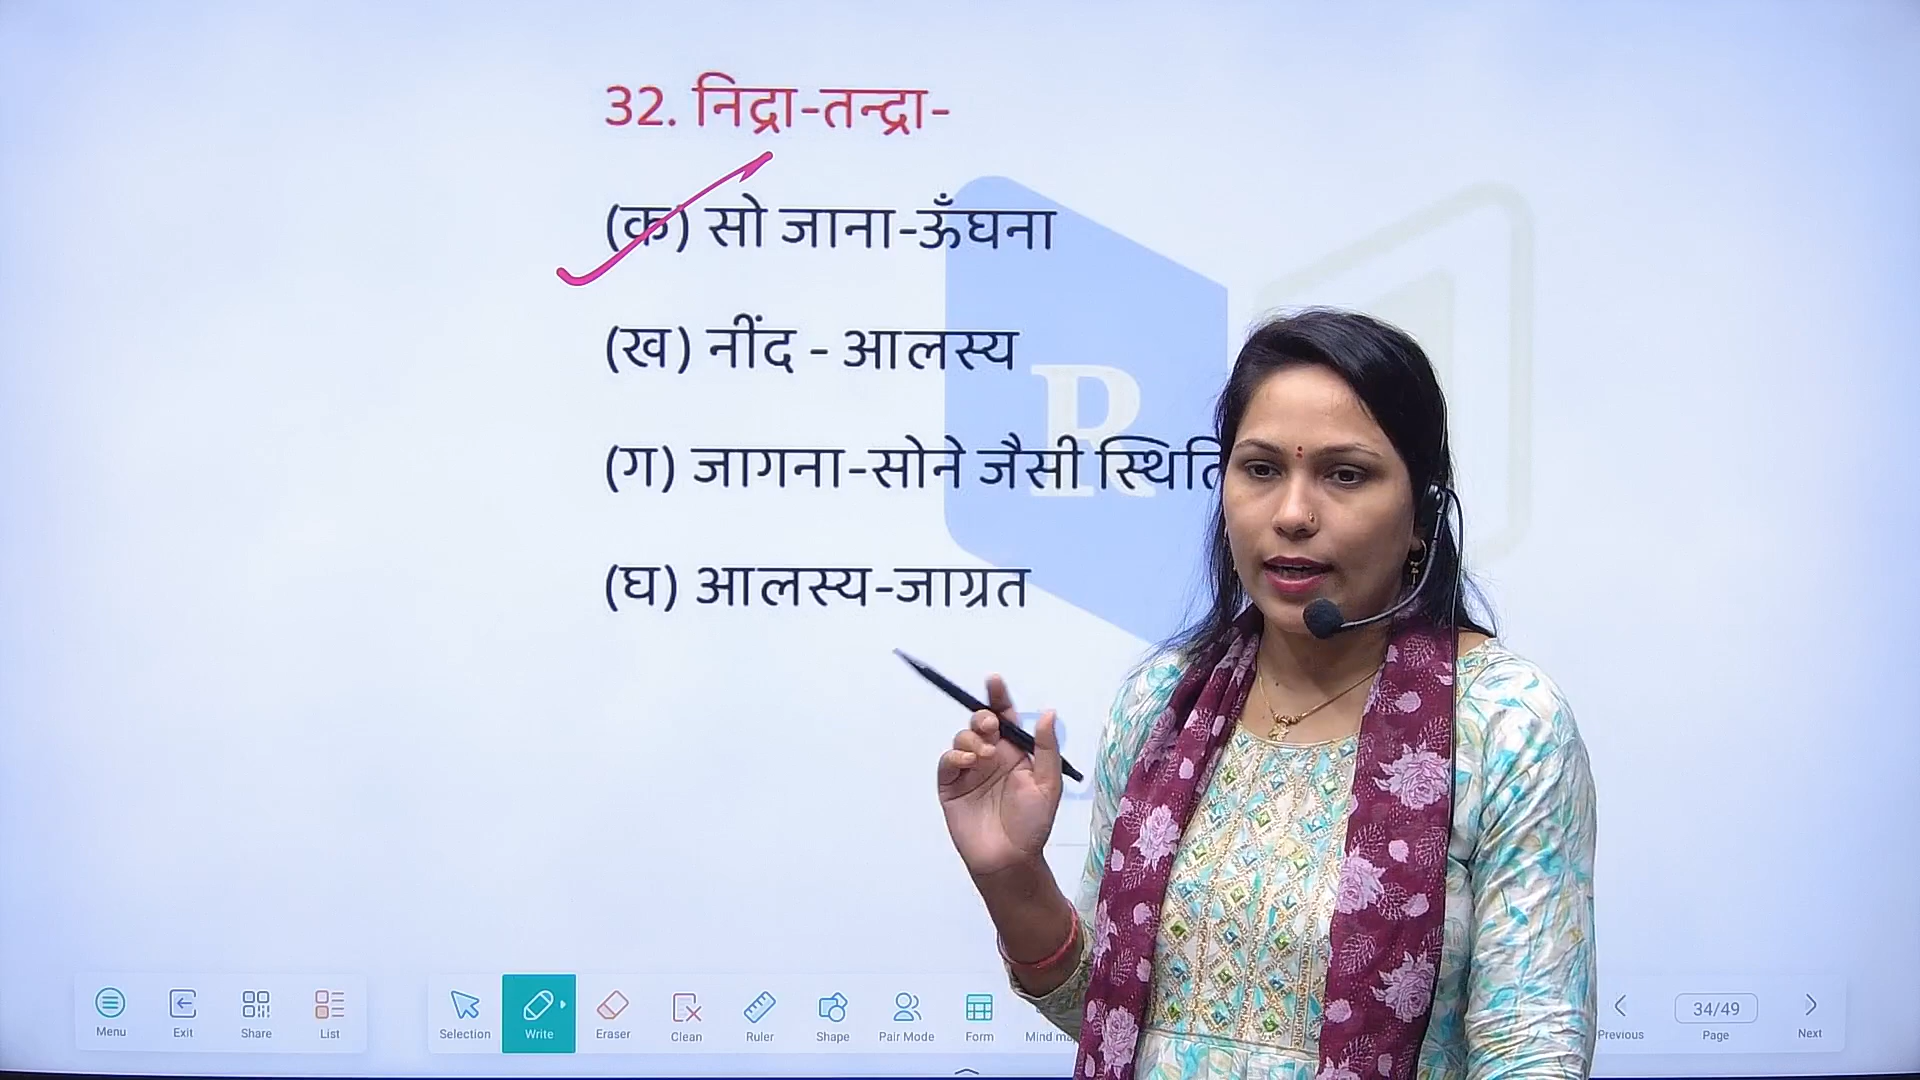 32. निद्रा-तन्द्रा-
(क) सो जाना-ऊँघना
(ख) नींद - आलस्य
(ग) जागना-सोने जैसी स्थिति
(घ) आलस्य-जाग्रत
R
Menu Exit Share List Selection Write Eraser Clean Ruler Shape Pair Mode Form Mind Previous 34/49 Page Next